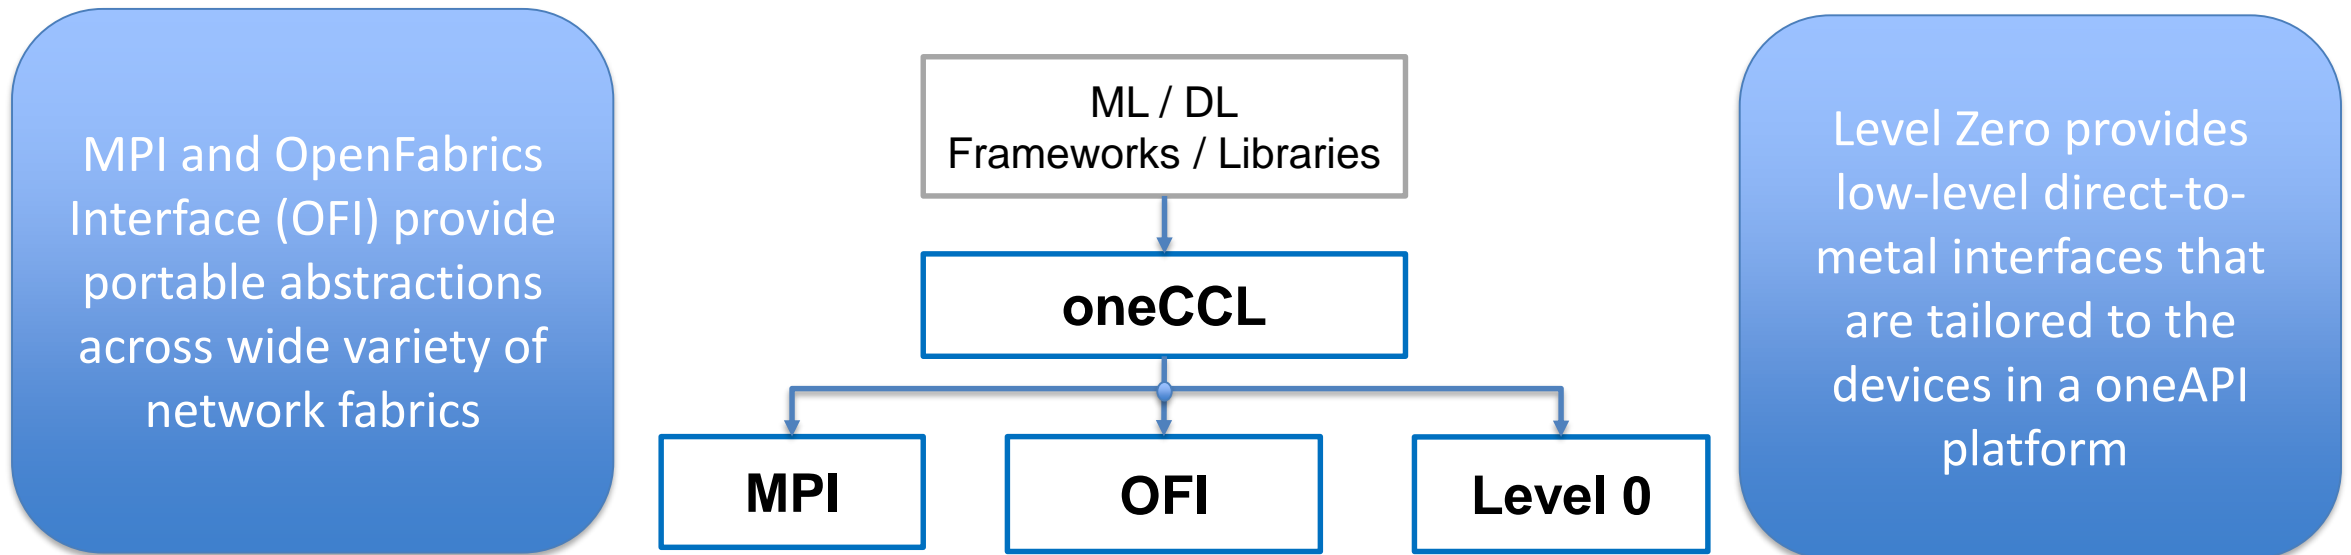 MPI and OpenFabrics
Interface (OFI) provide
portable abstractions
across wide variety of
network fabrics
ML / DL
Frameworks / Libraries
oneCCL
MPI
OFI
Level 0
Level Zero provides
low-level direct-to-
metal interfaces that
are tailored to the
devices in a oneAPI
platform